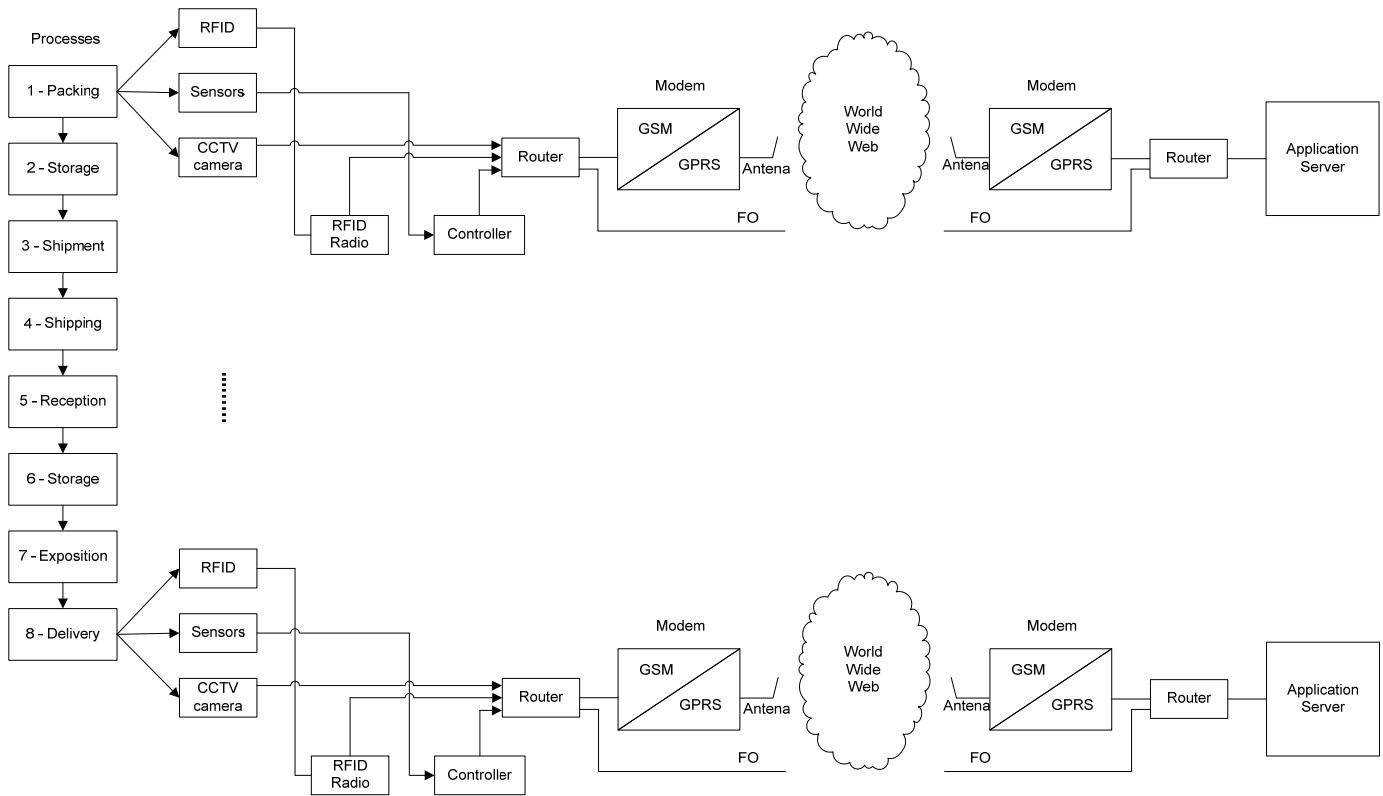 Processes
1 - Packing
2 - Storage
3 - Shipment
4 - Shipping
5 - Reception
6 - Storage
7 - Exposition
8 - Delivery
RFID
Sensors
CCTV
camera
RFID
Radio
Controller
Router
Modem
GSM
GPRS
Antena
FO
World
Wide
Web
Modem
GSM
GPRS
Antena
FO
Router
Application
Server
RFID
Sensors
CCTV
camera
RFID
Radio
Controller
Router
Modem
GSM
GPRS
Antena
FO
World
Wide
Web
Modem
GSM
GPRS
Antena
FO
Router
Application
Server